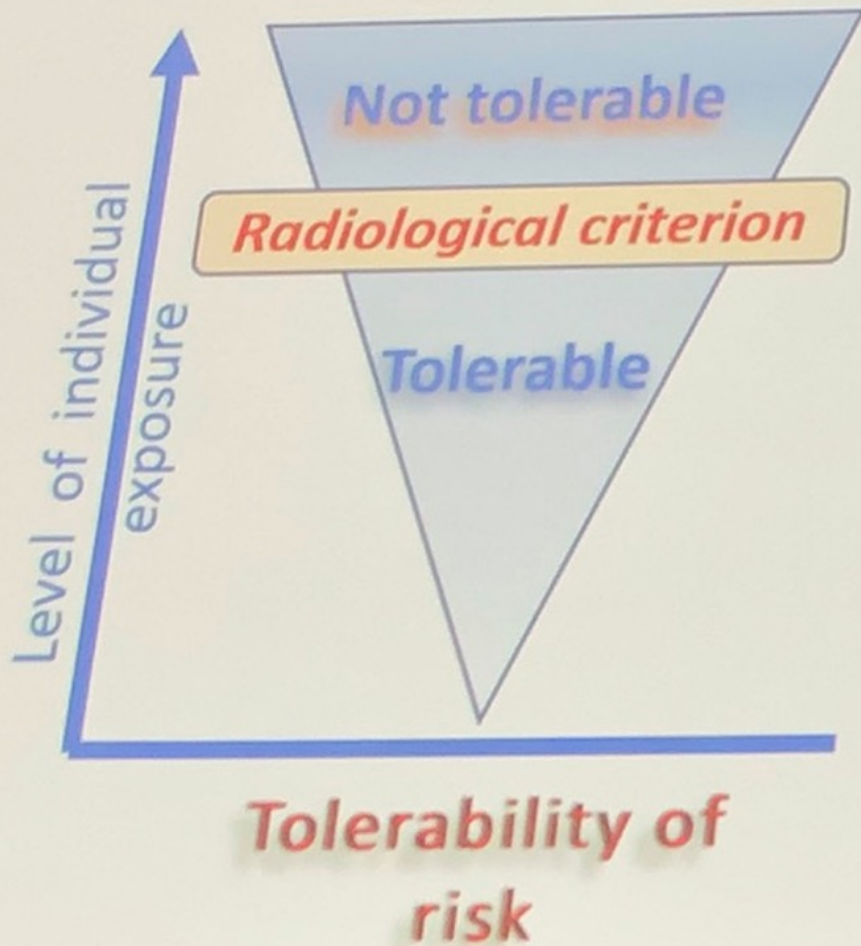 Not tolerable
Radiological criterion
Tolerable
Level of individual
exposure
Tolerability of
risk